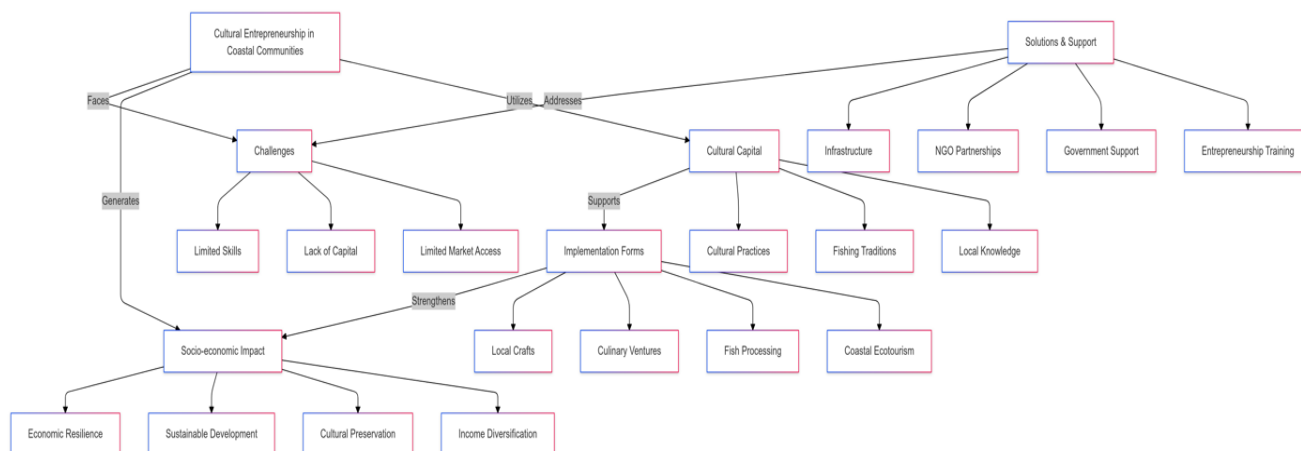 Cultural Entrepreneurship in
Coastal Communities
Solutions & Support
Faces
Utilizes
Addresses
Challenges
Cultural Capital
Infrastructure
NGO Partnerships
Government Support
Entrepreneurship Training
Generates
Supports
Limited Skills
Lack of Capital
Limited Market Access
Implementation Forms
Cultural Practices
Fishing Traditions
Local Knowledge
Strengthens
Socio-economic Impact
Local Crafts
Culinary Ventures
Fish Processing
Coastal Ecotourism
Economic Resilience
Sustainable Development
Cultural Preservation
Income Diversification